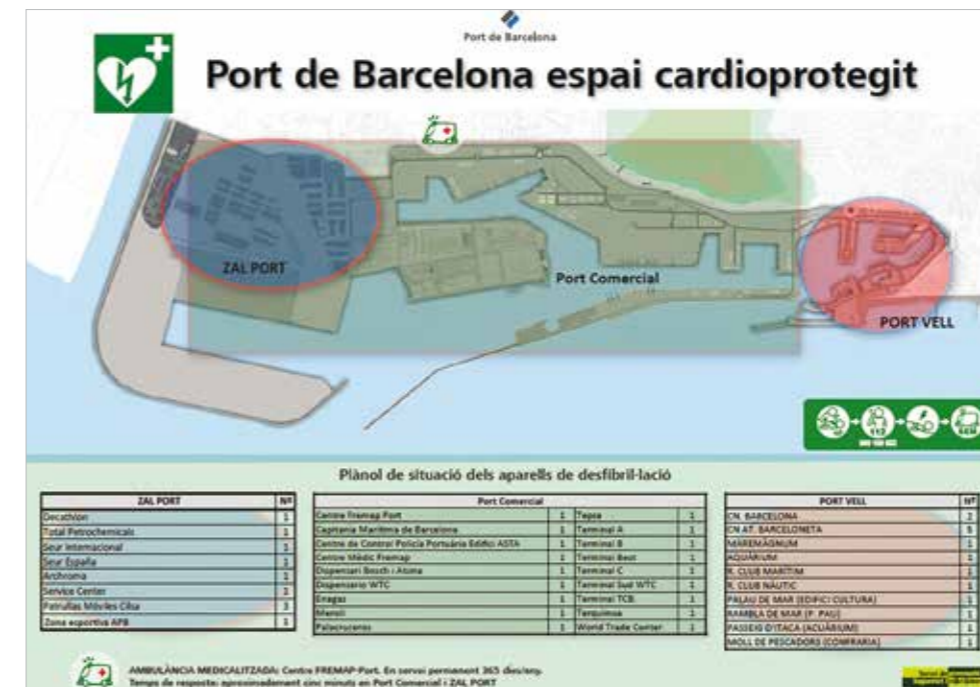 Port de Barcelona
Port de Barcelona espai cardioprotegit
ZAL PORT
Port Comercial
PORT VELL
112
SEM
Plànol de situació dels aparells de desfibril·lació
ZAL PORT Nº
Decathlon 1
Total Petrochemicals 1
Seur Internacional 1
Seur España 1
Archroma 1
Service Center 1
Patrullas Móviles Cilsa 3
Zona esportiva APB 1
Port Comercial
Centre Fremap Port 1 Tepsa 1
Capitania Marítima de Barcelona 1 Terminal A 1
Centre de Control Policia Portuària Edifici ASTA 1 Terminal B 1
Centre Mèdic Fremap 1 Terminal Best 1
Dispensari Bosch i Alsina 1 Terminal C 1
Dispensario WTC 1 Terminal Sud WTC 1
Enagas 1 Terminal TCB 1
Meroil 1 Terquimsa 1
Palacruceros 1 World Trade Center 1
PORT VELL Nº
CN. BARCELONA 1
CN AT. BARCELONETA 1
MAREMÀGNUM 1
AQUÀRIUM 1
R. CLUB MARÍTIM 1
R. CLUB NÀUTIC 1
PALAU DE MAR (EDIFICI CULTURA) 1
RAMBLA DE MAR (P. PAU) 1
PASSEIG D'ITACA (ACUÀRIUM) 1
MOLL DE PESCADORS (CONFRARIA) 1
AMBULÀNCIA MEDICALITZADA: Centre FREMAP-Port. En servei permanent 365 dies/any.
Temps de resposta: aproximadament cinc minuts en Port Comercial i ZAL PORT